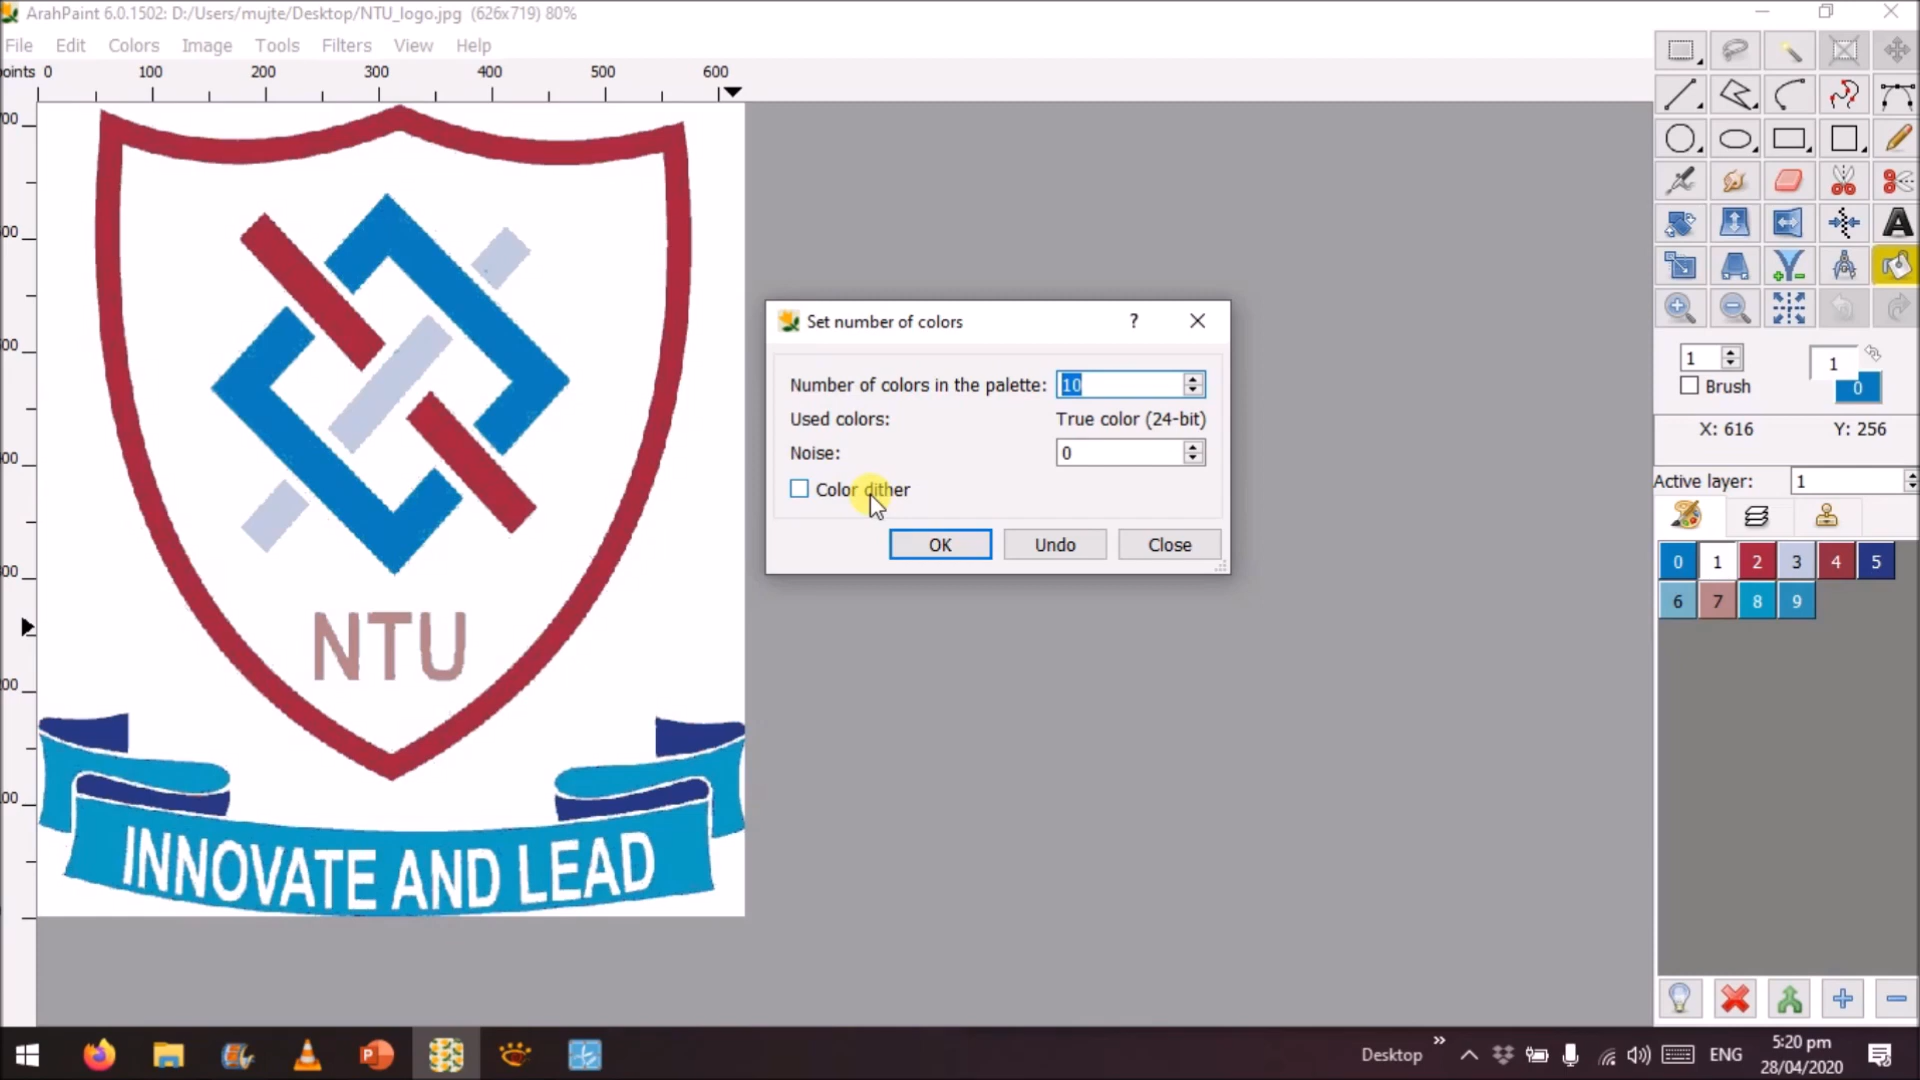 ArahPaint 6.0.1502: D:/Users/mujte/Desktop/NTU_logo.jpg (626x719) 80%
File Edit Colors Image Tools Filters View Help
points 0 100 200 300 400 500 600
Set number of colors ?
Number of colors in the palette: 10
Used colors: True color (24-bit)
Noise: 0
Color dither
OK Undo Close
NTU
INNOVATE AND LEAD
1 1
Brush 0
X: 616 Y: 256
Active layer: 1
0 1 2 3 4 5
6 7 8 9
Desktop ENG 5:20 pm
28/04/2020